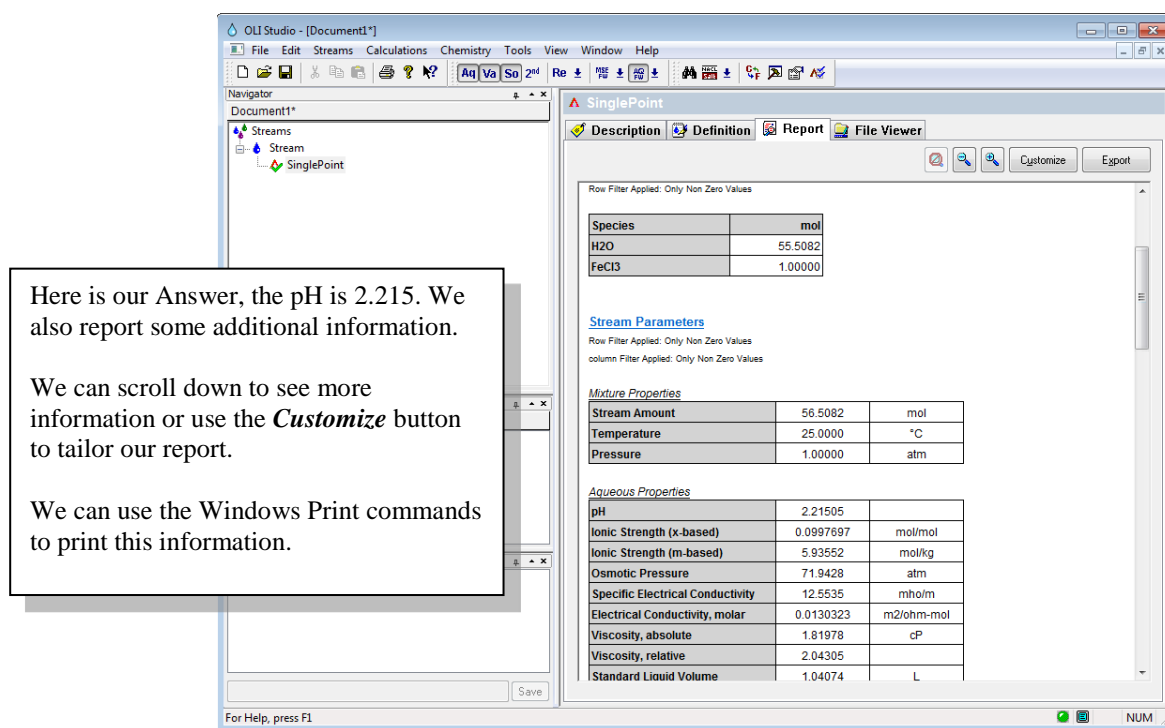 OLI Studio - [Document1*]
File Edit Streams Calculations Chemistry Tools View Window Help
Aq Va So 2nd Re
Navigator
Document1*
Streams
Stream
SinglePoint
SinglePoint
Description Definition Report File Viewer
Customize Export
Row Filter Applied: Only Non Zero Values
Species mol
H2O 55.5082
FeCl3 1.00000
Stream Parameters
Row Filter Applied: Only Non Zero Values
column Filter Applied: Only Non Zero Values
Mixture Properties
Stream Amount 56.5082 mol
Temperature 25.0000 °C
Pressure 1.00000 atm
Aqueous Properties
pH 2.21505
Ionic Strength (x-based) 0.0997697 mol/mol
Ionic Strength (m-based) 5.93552 mol/kg
Osmotic Pressure 71.9428 atm
Specific Electrical Conductivity 12.5535 mho/m
Electrical Conductivity, molar 0.0130323 m2/ohm-mol
Viscosity, absolute 1.81978 cP
Viscosity, relative 2.04305
Standard Liquid Volume 1.04074 L
Here is our Answer, the pH is 2.215. We
also report some additional information.
We can scroll down to see more
information or use the Customize button
to tailor our report.
We can use the Windows Print commands
to print this information.
Save
For Help, press F1
NUM